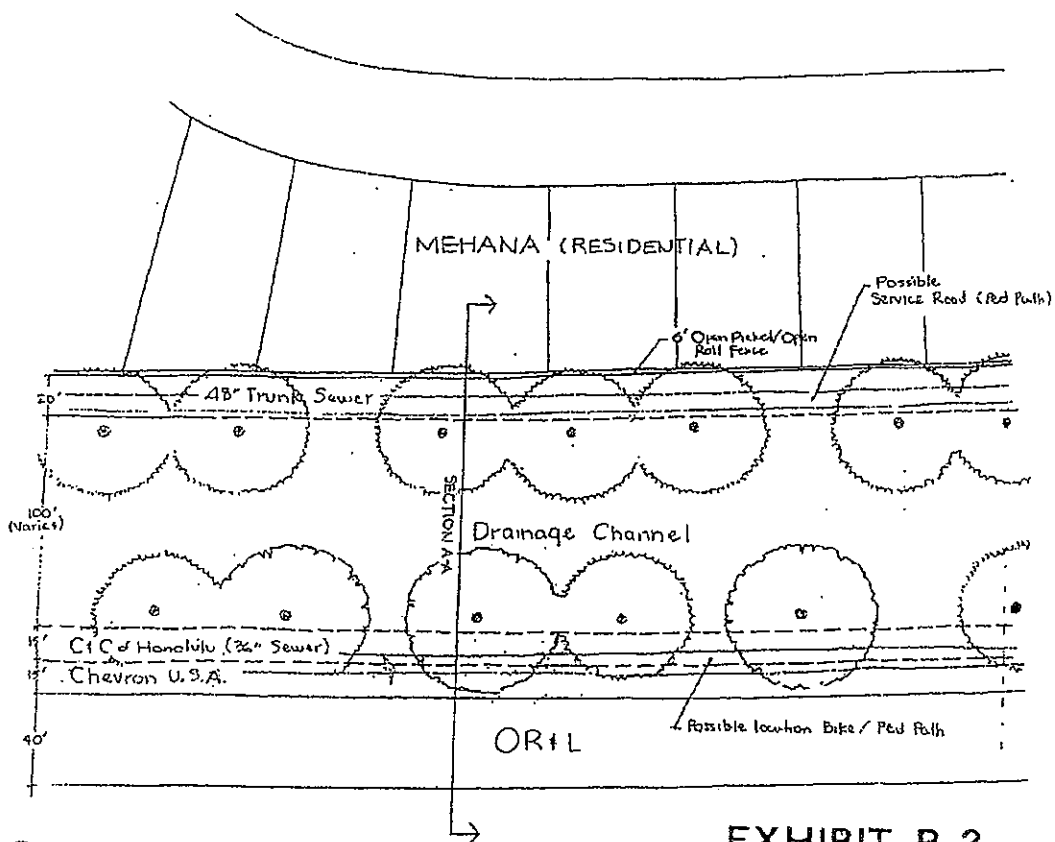 MEHANA (RESIDENTIAL)
Possible
Service Road (Ped Path)
6' Open Picket/Open
Rail Fence
20'
48" Trunk Sewer
SECTION A-A
100'
(Varies)
Drainage Channel
15'
C & C of Honolulu (36" Sewer)
15'
Chevron U.S.A.
Possible location Bike / Ped Path
40'
OR&L
EXHIBIT B-2